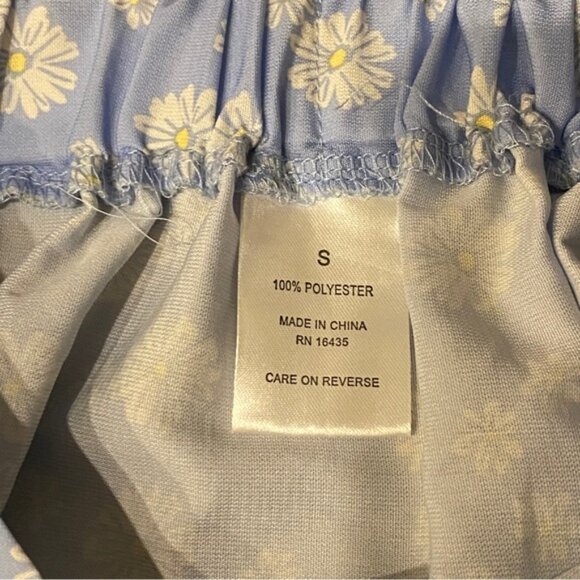 S
100% POLYESTER
MADE IN CHINA
RN 16435
CARE ON REVERSE